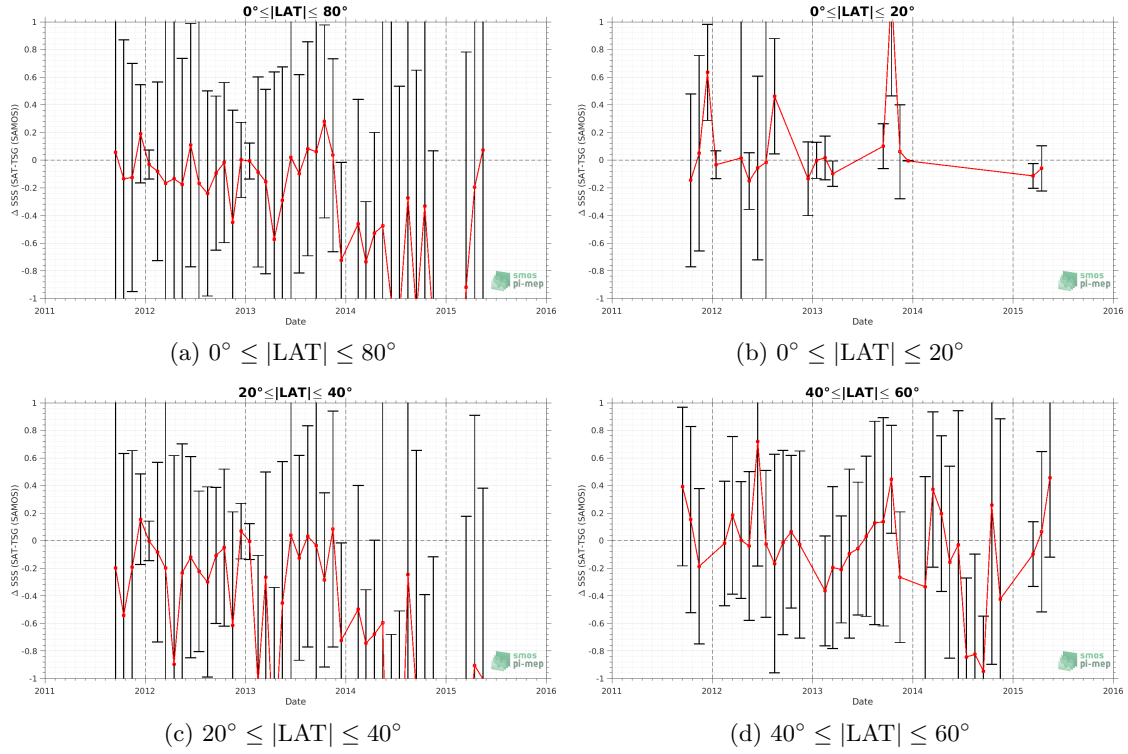 0°≤|LAT|≤ 80°
Δ SSS (SAT-TSG (SAMOS))
1
0.8
0.6
0.4
0.2
0
-0.2
-0.4
-0.6
-0.8
-1
2011 2012 2013 2014 2015 2016
Date
smos
pi-mep
(a) 0° ≤ |LAT| ≤ 80°
0°≤|LAT|≤ 20°
Δ SSS (SAT-TSG (SAMOS))
1
0.8
0.6
0.4
0.2
0
-0.2
-0.4
-0.6
-0.8
-1
2011 2012 2013 2014 2015 2016
Date
smos
pi-mep
(b) 0° ≤ |LAT| ≤ 20°
20°≤|LAT|≤ 40°
Δ SSS (SAT-TSG (SAMOS))
1
0.8
0.6
0.4
0.2
0
-0.2
-0.4
-0.6
-0.8
-1
2011 2012 2013 2014 2015 2016
Date
smos
pi-mep
(c) 20° ≤ |LAT| ≤ 40°
40°≤|LAT|≤ 60°
Δ SSS (SAT-TSG (SAMOS))
1
0.8
0.6
0.4
0.2
0
-0.2
-0.4
-0.6
-0.8
-1
2011 2012 2013 2014 2015 2016
Date
smos
pi-mep
(d) 40° ≤ |LAT| ≤ 60°